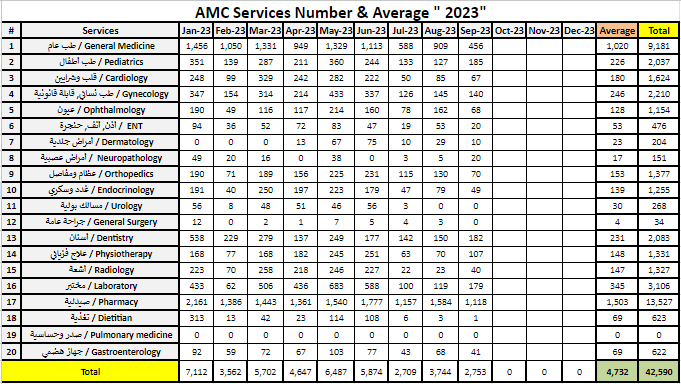 AMC Services Number & Average " 2023"
# Services Jan-23 Feb-23 Mar-23 Apr-23 May-23 Jun-23 Jul-23 Aug-23 Sep-23 Oct-23 Nov-23 Dec-23 Average Total
1 طب عام / General Medicine 1,456 1,050 1,331 949 1,329 1,113 588 909 456 1,020 9,181
2 طب أطفال / Pediatrics 351 139 287 211 360 244 133 127 185 226 2,037
3 قلب وشرايين / Cardiology 248 99 329 242 282 222 50 85 67 180 1,624
4 طب نسائي, قابلة قانونية / Gynecology 347 154 314 214 433 337 126 145 140 246 2,210
5 عيون / Ophthalmology 190 49 116 117 214 160 78 162 68 128 1,154
6 أذن, أنف, حنجرة / ENT 94 36 52 72 83 47 19 53 20 53 476
7 أمراض جلدية / Dermatology 0 0 0 13 67 75 10 29 10 23 204
8 أمراض عصبية / Neuropathology 49 20 16 0 38 0 3 5 20 17 151
9 عظام ومفاصل / Orthopedics 190 71 189 156 225 231 115 130 70 153 1,377
10 غدد وسكري / Endocrinology 191 40 250 197 223 179 47 79 49 139 1,255
11 مسالك بولية / Urology 56 8 48 51 46 56 3 0 0 30 268
12 جراحة عامة / General Surgery 12 0 2 1 7 5 4 3 0 4 34
13 أسنان / Dentistry 538 229 279 137 249 177 142 150 182 231 2,083
14 علاج فزيائي / Physiotherapy 168 77 168 182 245 251 63 70 107 148 1,331
15 أشعة / Radiology 223 70 258 218 246 227 22 23 40 147 1,327
16 مختبر / Laboratory 433 62 506 436 683 588 100 119 179 345 3,106
17 صيدلية / Pharmacy 2,161 1,386 1,443 1,361 1,540 1,777 1,157 1,584 1,118 1,503 13,527
18 تغذية / Dietitian 313 13 42 23 114 108 6 3 1 69 623
19 صدر وحساسية / Pulmonary medicine 0 0 0 0 0 0 0 0 0 0 0
20 جهاز هضمي / Gastroenterology 92 59 72 67 103 77 43 68 41 69 622
Total 7,112 3,562 5,702 4,647 6,487 5,874 2,709 3,744 2,753 0 0 0 4,732 42,590